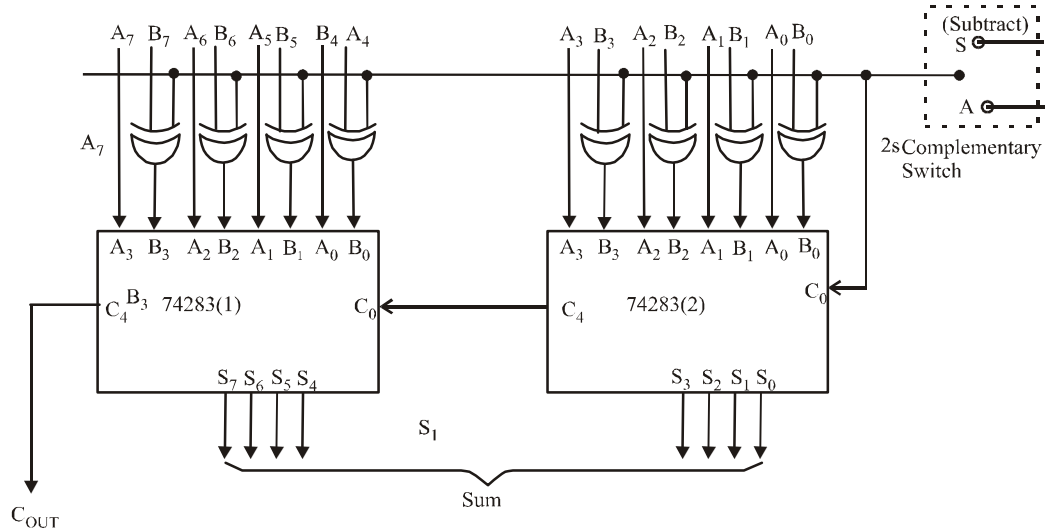 A₇ B₇ A₆ B₆ A₅ B₅ B₄ A₄ A₃ B₃ A₂ B₂ A₁ B₁ A₀ B₀
(Subtract)
S
A
2s Complementary
Switch
A₇
A₃ B₃ A₂ B₂ A₁ B₁ A₀ B₀
A₃ B₃ A₂ B₂ A₁ B₁ A₀ B₀
C₄ B₃ 74283(1) C₀
C₄ 74283(2) C₀
S₇ S₆ S₅ S₄
S₃ S₂ S₁ S₀
S₁
Sum
C_OUT